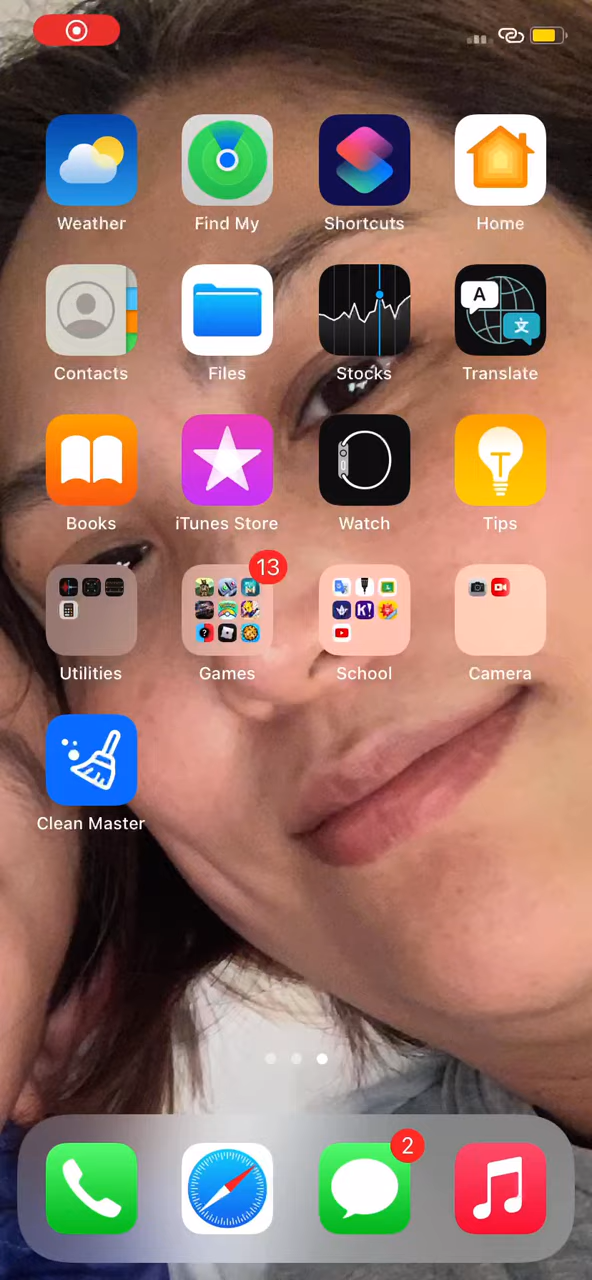 Weather
Find My
Shortcuts
Home
A
文
Contacts
Files
Stocks
Translate
Books
iTunes Store
Watch
Tips
13
K!
Utilities
Games
School
Camera
Clean Master
2